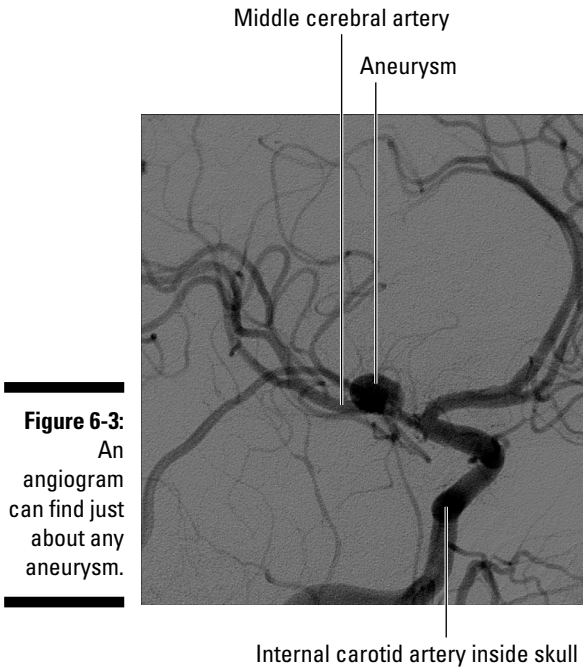 Middle cerebral artery
Aneurysm
Figure 6-3:
An
angiogram
can find just
about any
aneurysm.
Internal carotid artery inside skull